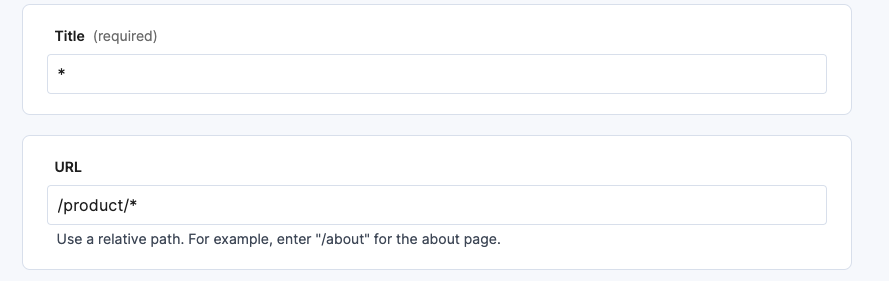 Title (required)
*
URL
/product/*
Use a relative path. For example, enter "/about" for the about page.